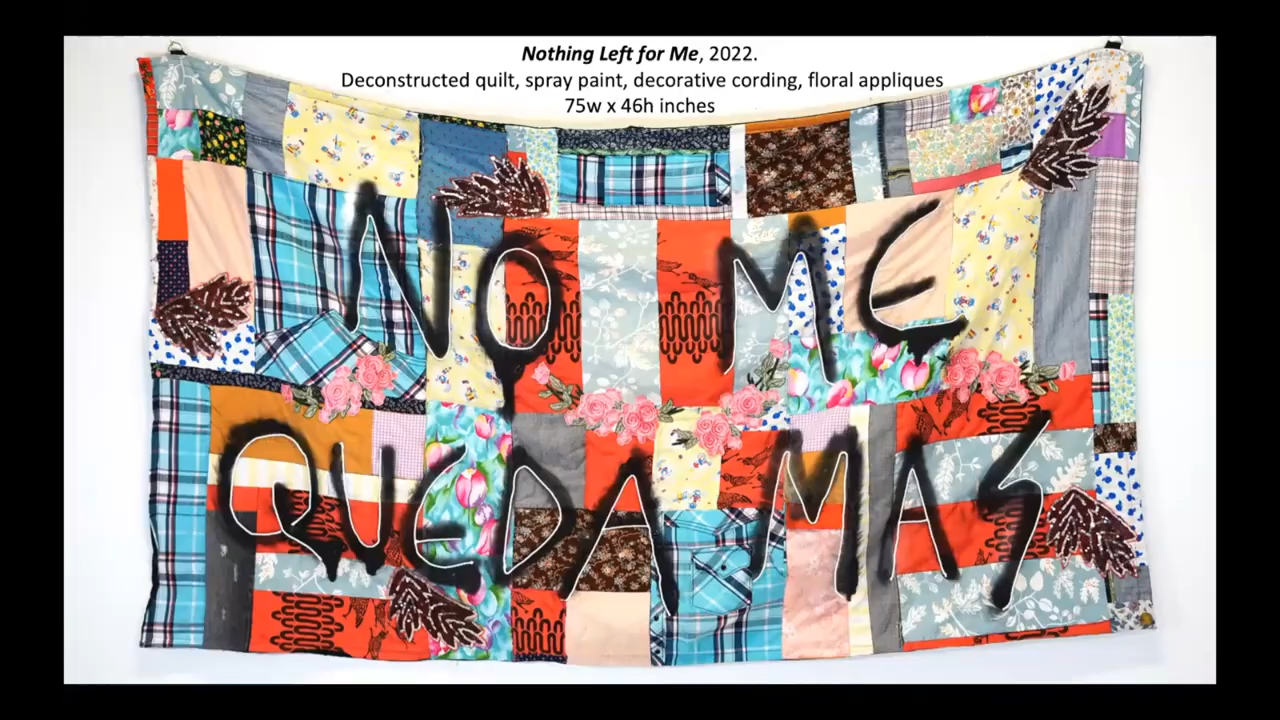 Nothing Left for Me, 2022.
Deconstructed quilt, spray paint, decorative cording, floral appliques
75w x 46h inches
NO ME
QUEDA MAS